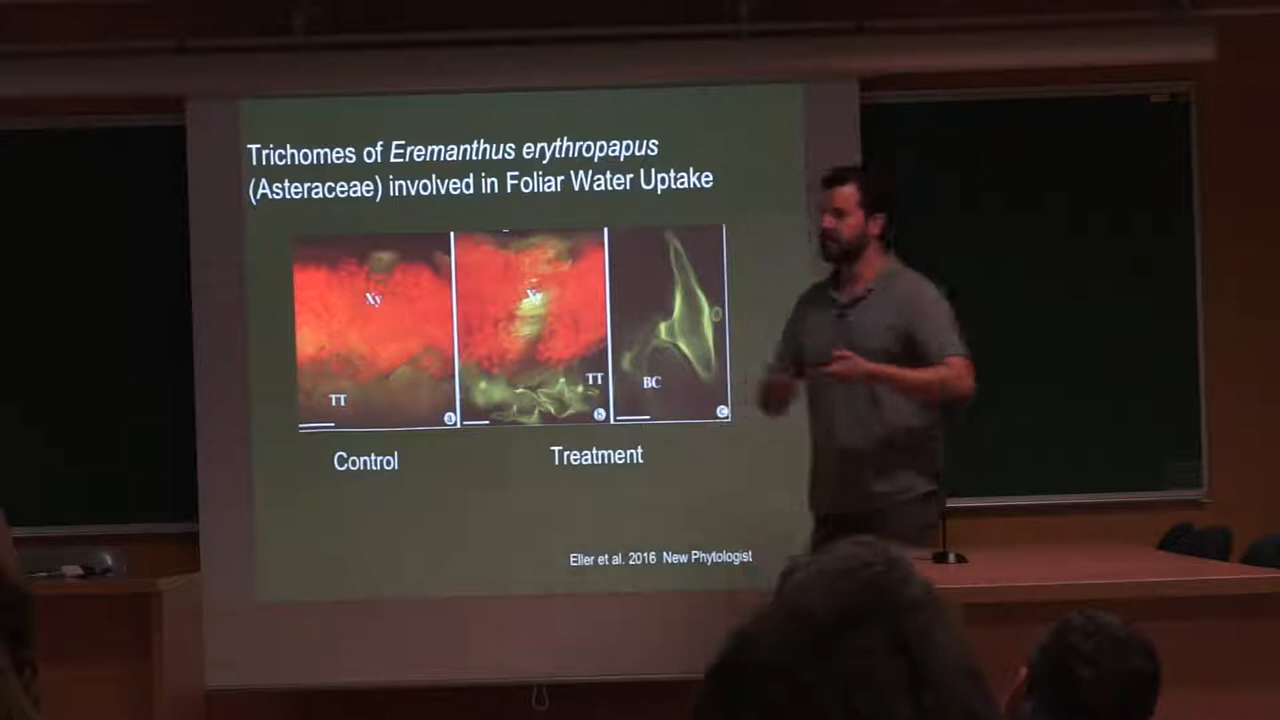 Trichomes of Eremanthus erythropapus
(Asteraceae) involved in Foliar Water Uptake
Xy
TT
a
Xy
TT
b
BC
c
Control
Treatment
Eller et al. 2016 New Phytologist